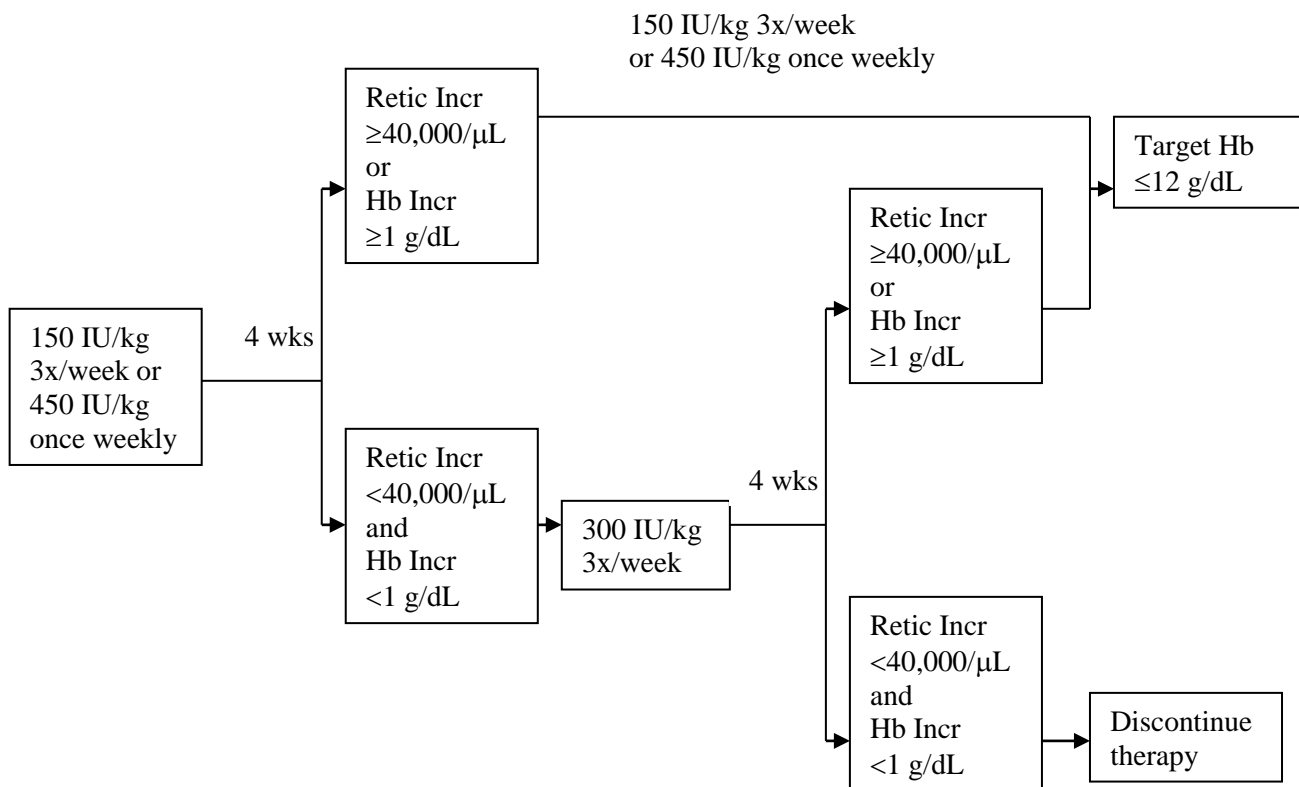 150 IU/kg 3x/week
or 450 IU/kg once weekly
Retic Incr
≥40,000/μL
or
Hb Incr
≥1 g/dL
Target Hb
≤12 g/dL
Retic Incr
≥40,000/μL
or
Hb Incr
≥1 g/dL
150 IU/kg
3x/week or
450 IU/kg
once weekly
4 wks
Retic Incr
<40,000/μL
and
Hb Incr
<1 g/dL
300 IU/kg
3x/week
4 wks
Retic Incr
<40,000/μL
and
Hb Incr
<1 g/dL
Discontinue
therapy